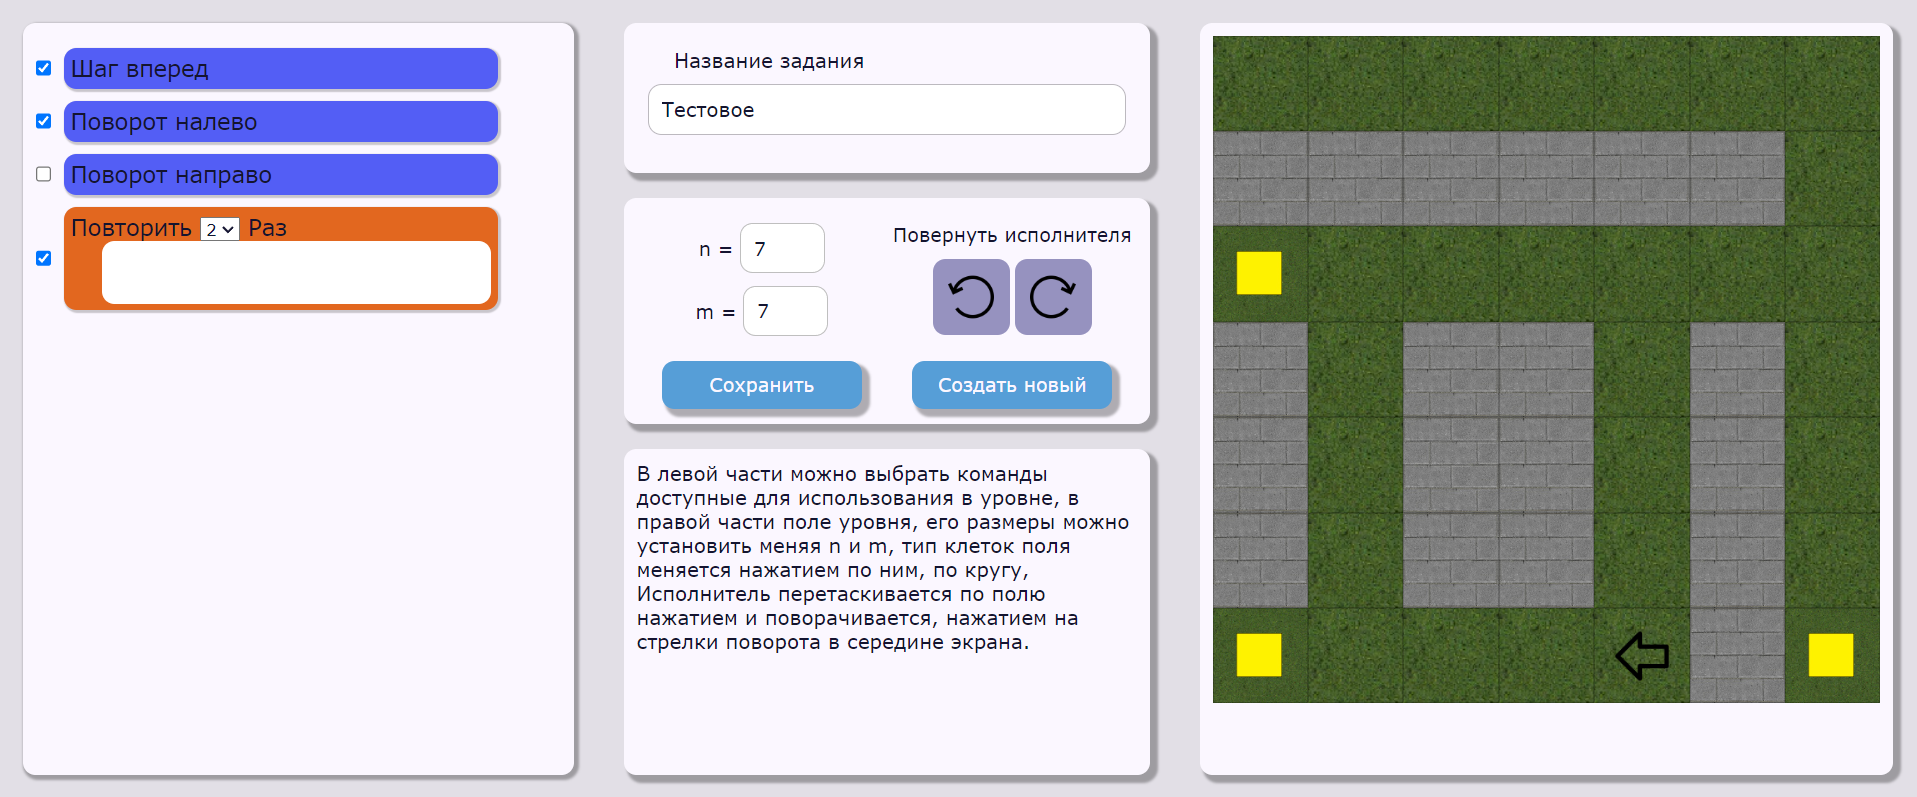 Шаг вперед
Поворот налево
Поворот направо
Повторить 2 Раз
Название задания
Тестовое
n = 7
m = 7
Повернуть исполнителя
Сохранить
Создать новый
В левой части можно выбрать команды
доступные для использования в уровне, в
правой части поле уровня, его размеры можно
установить меняя n и m, тип клеток поля
меняется нажатием по ним, по кругу,
Исполнитель перетаскивается по полю
нажатием и поворачивается, нажатием на
стрелки поворота в середине экрана.